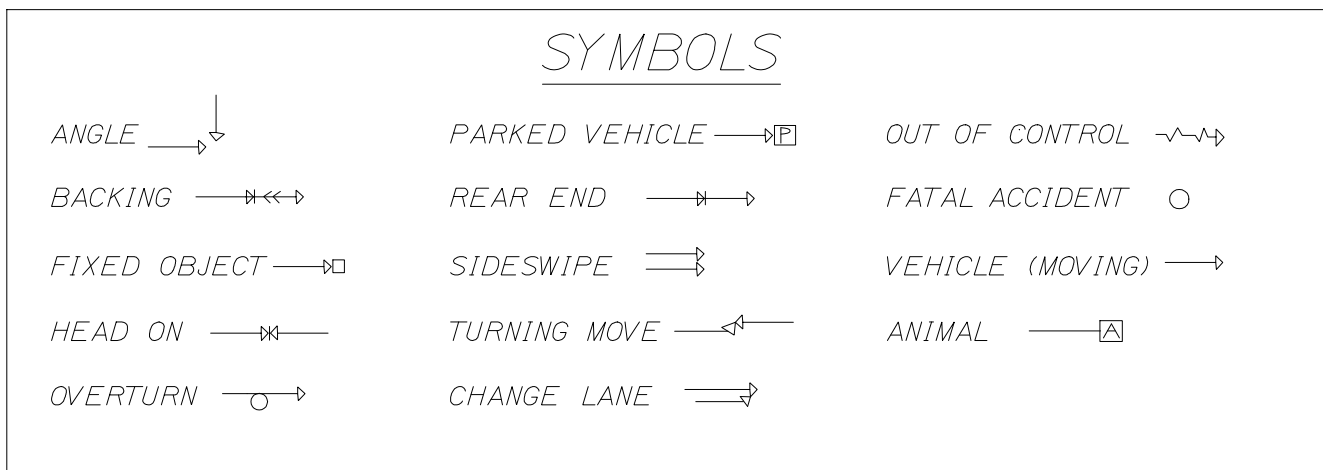 SYMBOLS
ANGLE
PARKED VEHICLE P
OUT OF CONTROL
BACKING
REAR END
FATAL ACCIDENT
FIXED OBJECT
SIDESWIPE
VEHICLE (MOVING)
HEAD ON
TURNING MOVE
ANIMAL A
OVERTURN
CHANGE LANE